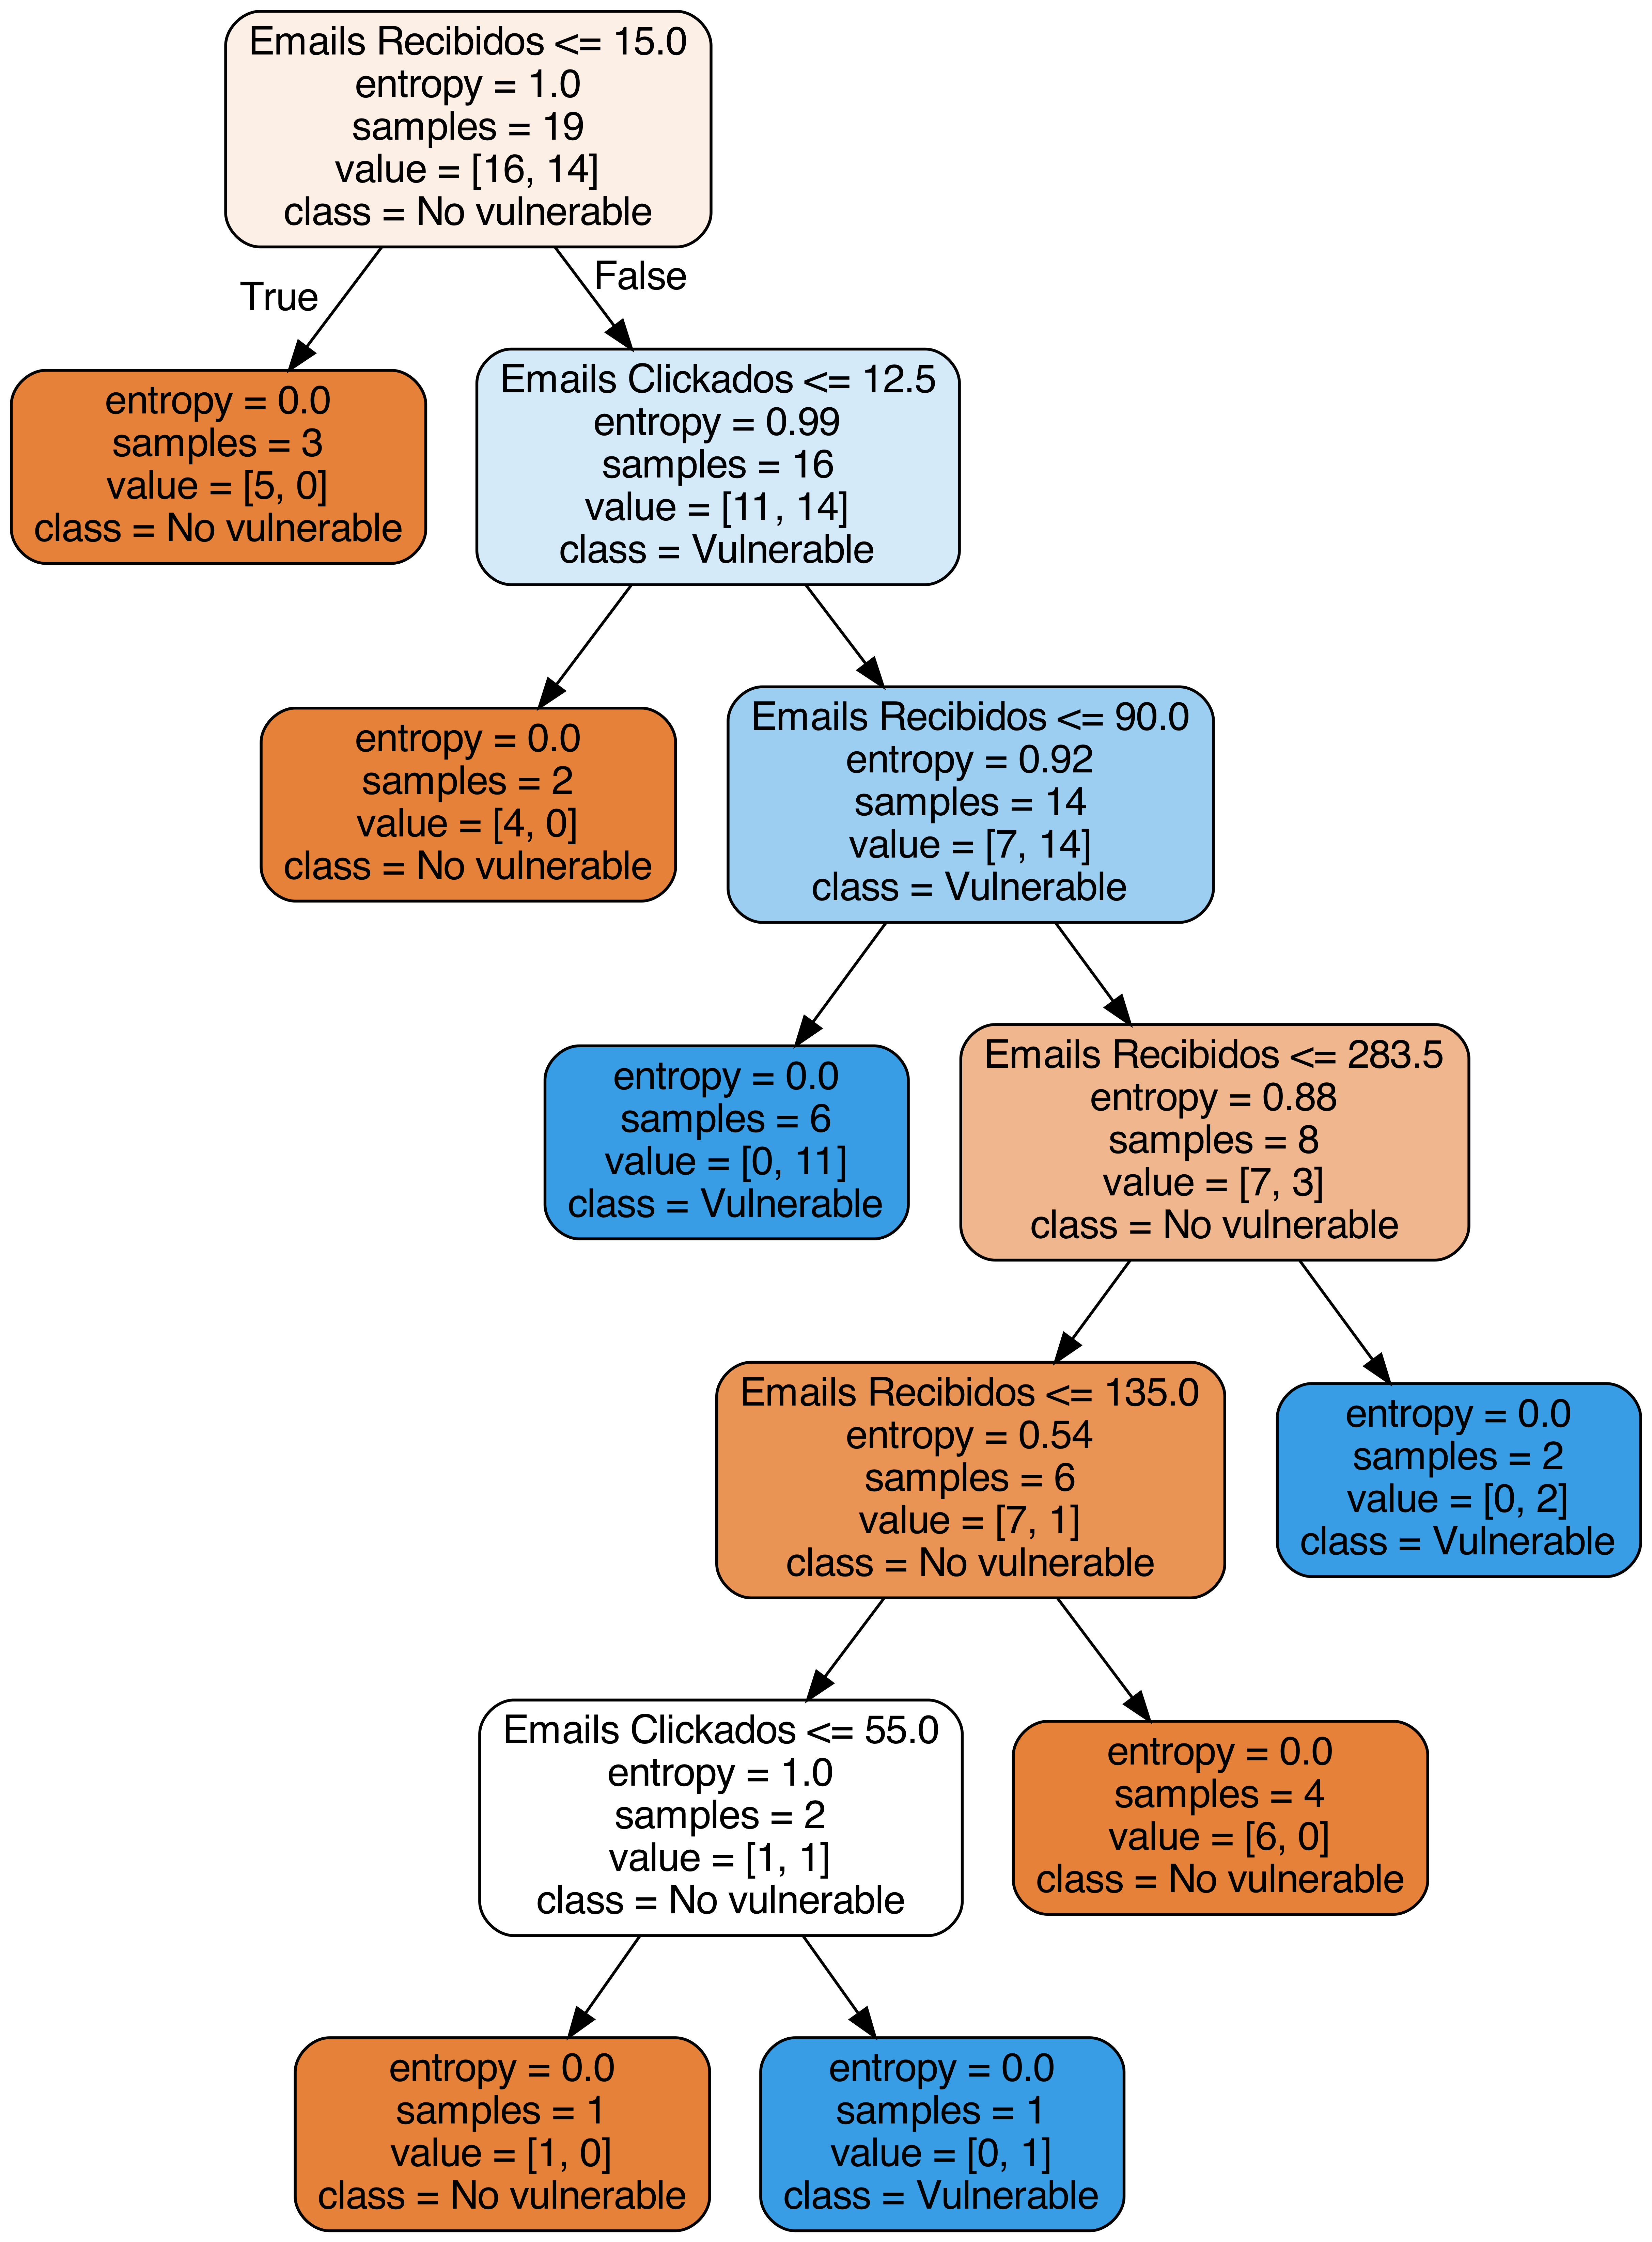 Emails Recibidos <= 15.0
entropy = 1.0
samples = 19
value = [16, 14]
class = No vulnerable
True
False
entropy = 0.0
samples = 3
value = [5, 0]
class = No vulnerable
Emails Clickados <= 12.5
entropy = 0.99
samples = 16
value = [11, 14]
class = Vulnerable
entropy = 0.0
samples = 2
value = [4, 0]
class = No vulnerable
Emails Recibidos <= 90.0
entropy = 0.92
samples = 14
value = [7, 14]
class = Vulnerable
entropy = 0.0
samples = 6
value = [0, 11]
class = Vulnerable
Emails Recibidos <= 283.5
entropy = 0.88
samples = 8
value = [7, 3]
class = No vulnerable
Emails Recibidos <= 135.0
entropy = 0.54
samples = 6
value = [7, 1]
class = No vulnerable
entropy = 0.0
samples = 2
value = [0, 2]
class = Vulnerable
Emails Clickados <= 55.0
entropy = 1.0
samples = 2
value = [1, 1]
class = No vulnerable
entropy = 0.0
samples = 4
value = [6, 0]
class = No vulnerable
entropy = 0.0
samples = 1
value = [1, 0]
class = No vulnerable
entropy = 0.0
samples = 1
value = [0, 1]
class = Vulnerable